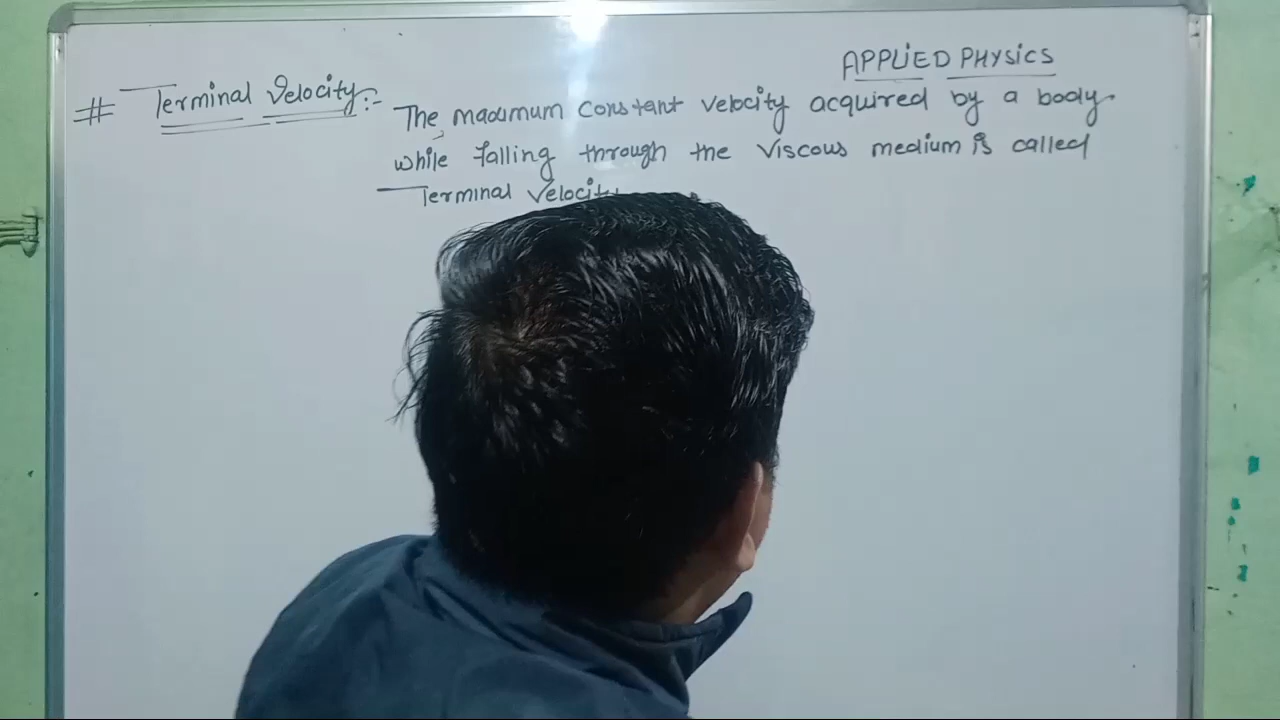 APPLIED PHYSICS
# Terminal Velocity:- The maximum constant velocity acquired by a body
while falling through the viscous medium is called
Terminal Velocity